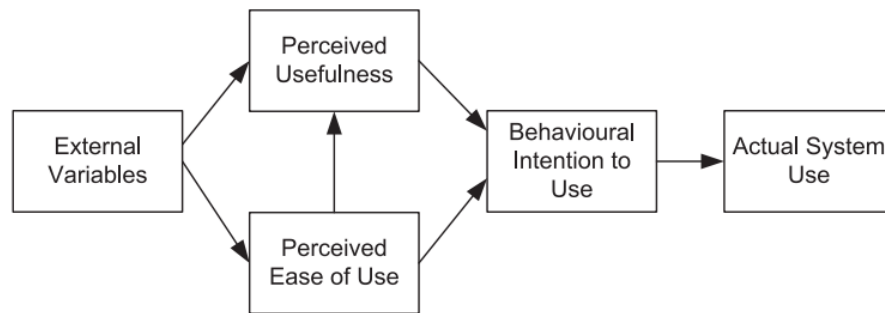 External
Variables
Perceived
Usefulness
Perceived
Ease of Use
Behavioural
Intention to
Use
Actual System
Use